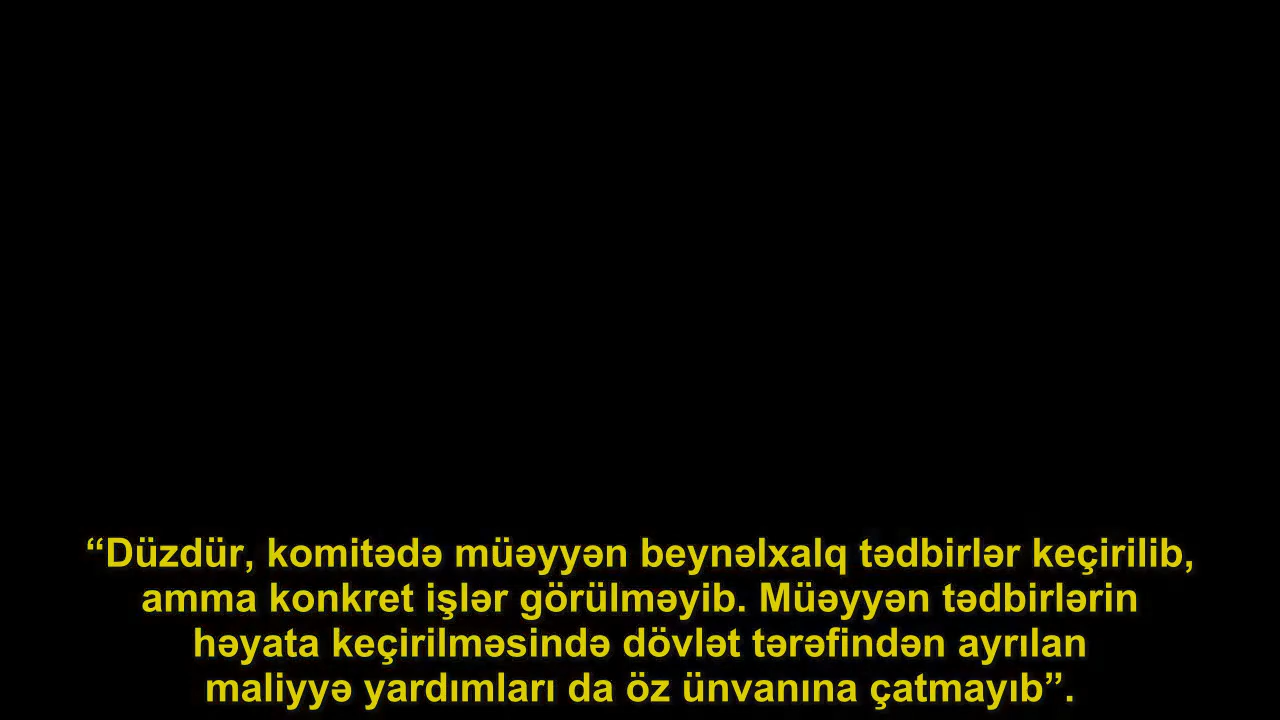 “Düzdür, komitədə müəyyən beynəlxalq tədbirlər keçirilib,
amma konkret işlər görülməyib. Müəyyən tədbirlərin
həyata keçirilməsində dövlət tərəfindən ayrılan
maliyyə yardımları da öz ünvanına çatmayıb”.